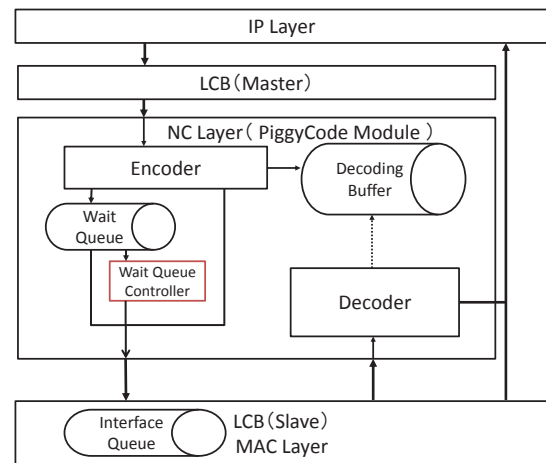 IP Layer
LCB(Master)
NC Layer( PiggyCode Module )
Encoder
Decoding
Buffer
Wait
Queue
Wait Queue
Controller
Decoder
Interface
Queue
LCB(Slave)
MAC Layer